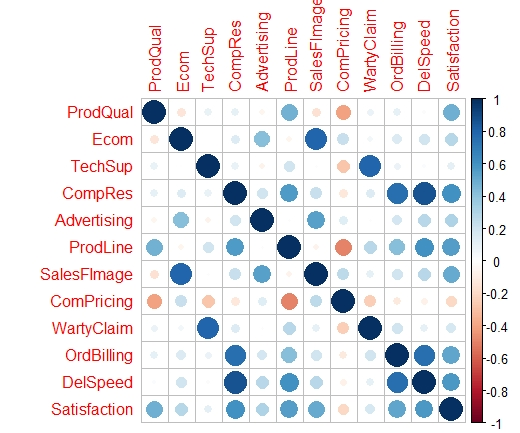 ProdQual
Ecom
TechSup
CompRes
Advertising
ProdLine
SalesFImage
ComPricing
WartyClaim
OrdBilling
DelSpeed
Satisfaction
ProdQual
Ecom
TechSup
CompRes
Advertising
ProdLine
SalesFImage
ComPricing
WartyClaim
OrdBilling
DelSpeed
Satisfaction
1
0.8
0.6
0.4
0.2
0
-0.2
-0.4
-0.6
-0.8
-1